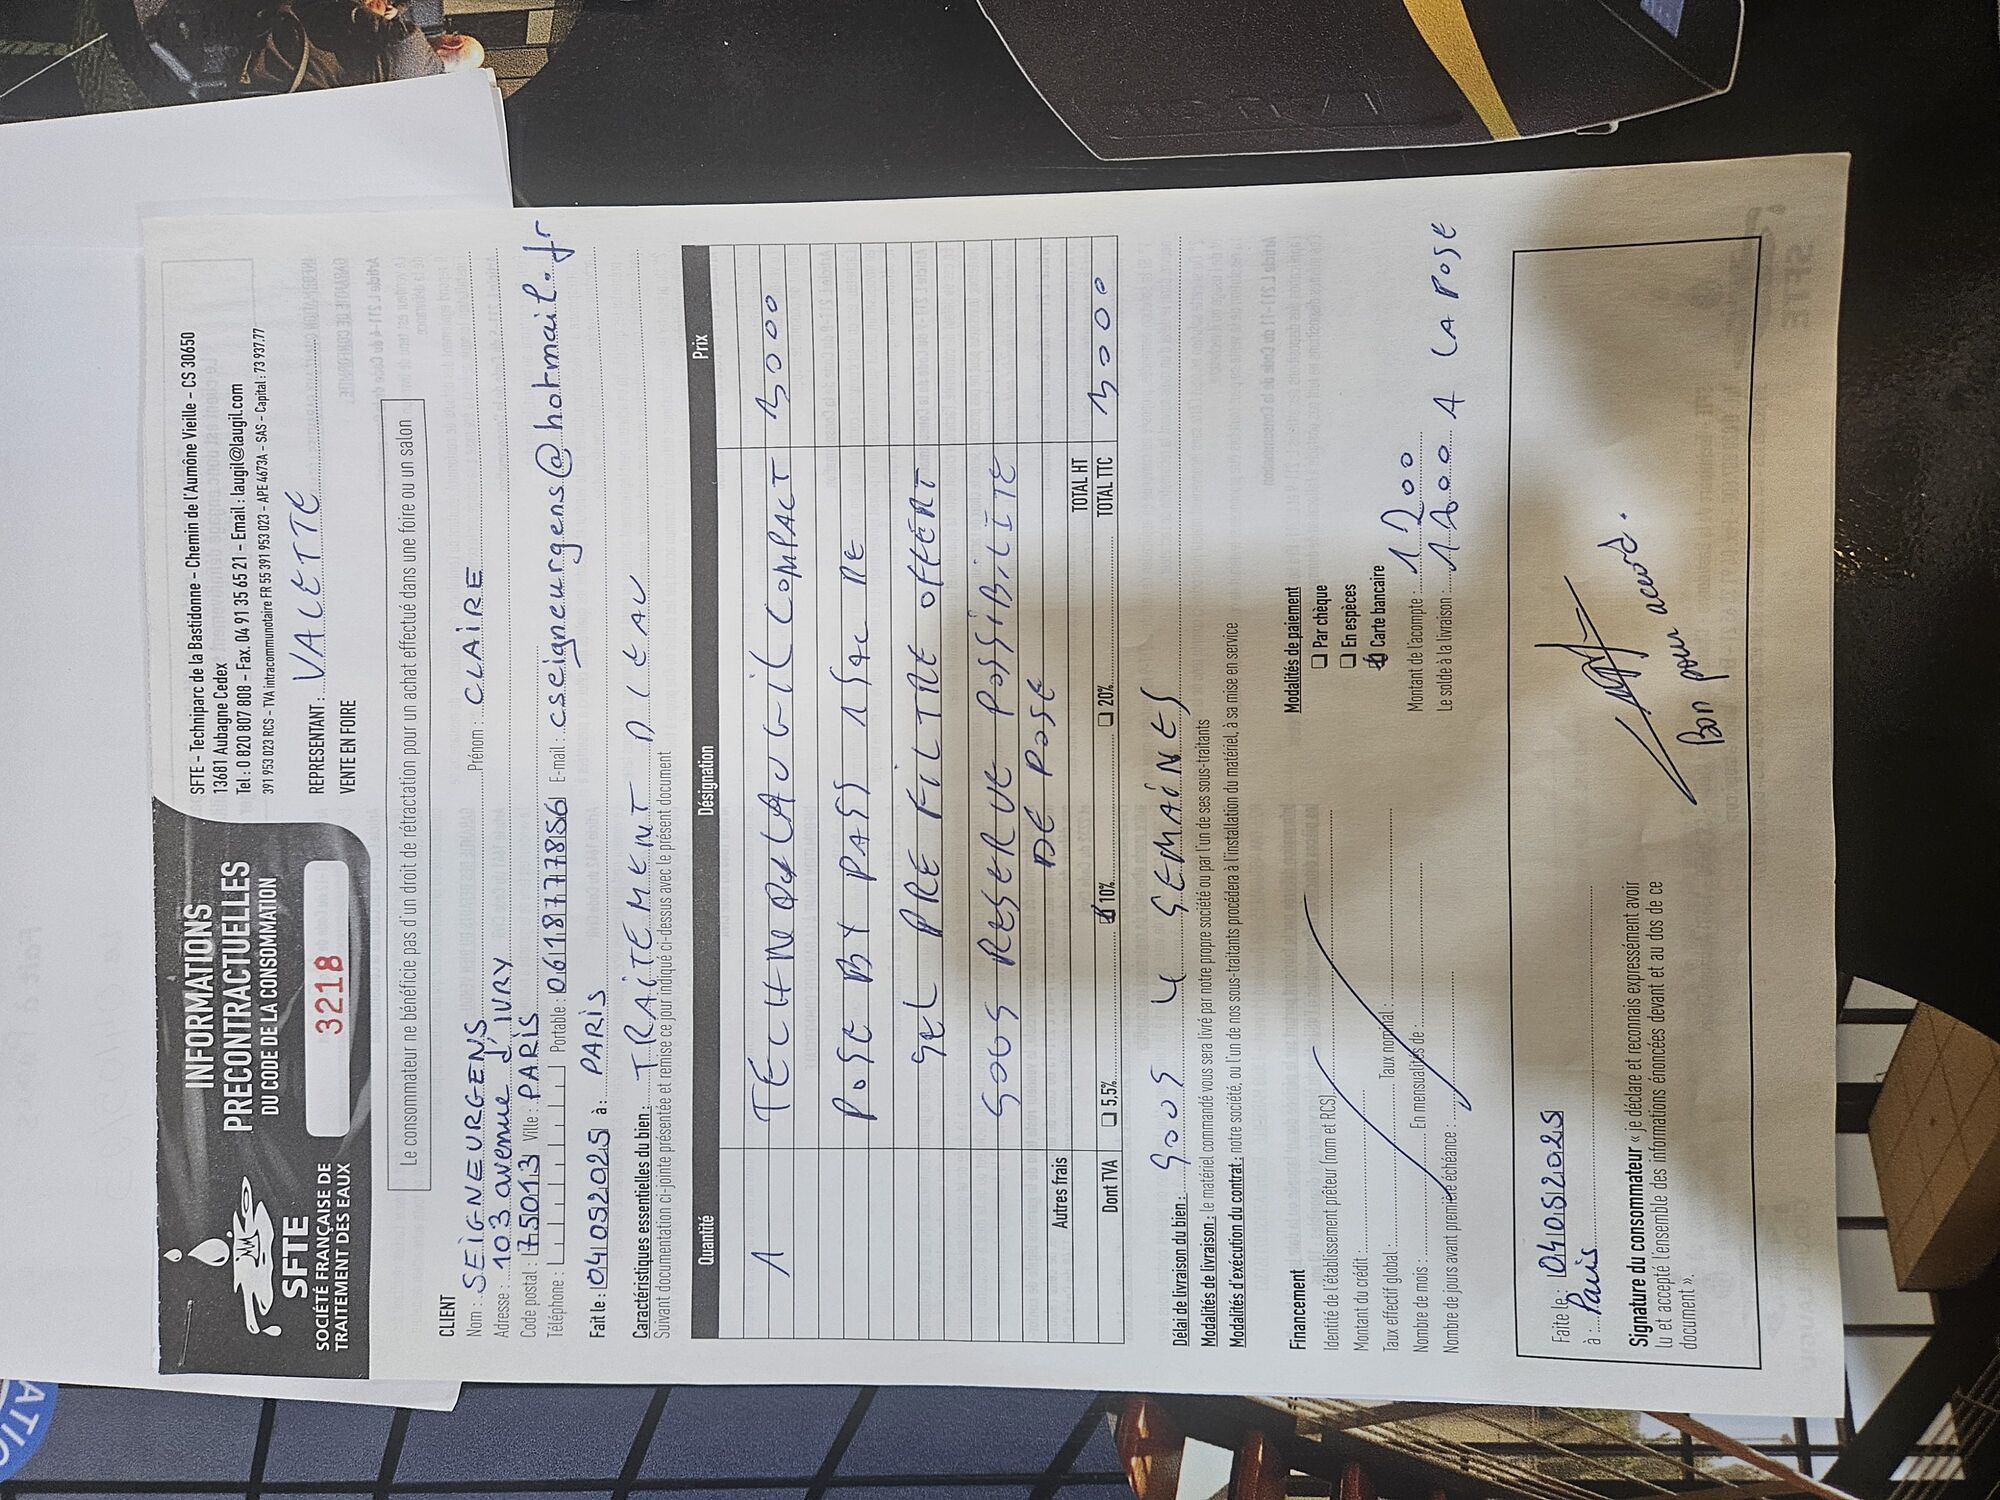 INFORMATIONS
PRECONTRACTUELLES
DU CODE DE LA CONSOMMATION
3218
SFTE
SOCIÉTÉ FRANÇAISE DE
TRAITEMENT DES EAUX
SFTE - Techniparc de la Bastidonne - Chemin de l'Aumône Vieille - CS 30650
13681 Aubagne Cedex
Tel : 0 820 807 808 - Fax. 04 91 35 65 21 - Email : laugil@laugil.com
391 953 023 RCS - TVA intracommunotaire FR 55 391 953 023 - APE 4673A - SAS - Capital : 73 937,77
REPRESENTANT : VALETTE
VENTE EN FOIRE
Le consommateur ne bénéficie pas d'un droit de rétractation pour un achat effectué dans une foire ou un salon
CLIENT
Nom : SEIGNEURGENS Prénom : CLAIRE
Adresse : 103 avenue d'IVRY
Code postal : 75013 Ville : PARIS
Téléphone : Portable : 0618777856 E-mail : cseigneurgens@hotmail.fr
Fait le : 04052025 à : PARIS
Caractéristiques essentielles du bien : TRAITEMENT D L'EAU
Suivant documentation ci-jointe présentée et remise ce jour indiqué ci-dessus avec le présent document
Quantité Désignation Prix
1 LAUGIL COMPACT 3000
POSE BY PASS
SEL PRE FILTRE OFFERT
SOUS RESERVE POSSIBILITE
DE POSE
Autres frais TOTAL HT
Dont TVA 5.5% 10% 20% TOTAL TTC 3000
Délai de livraison du bien : SOUS 4 SEMAINES
Modalités de livraison : le matériel commandé vous sera livré par notre propre société ou par l'un de ses sous-traitants
Modalités d'exécution du contrat : notre société, ou l'un de nos sous-traitants procédera à l'installation du matériel, à sa mise en service
Financement
Identité de l'établissement prêteur (nom et RCS)
Montant du crédit :
Taux effectif global : Taux nominal :
Nombre de mois : En mensualités de :
Nombre de jours avant première échéance :
Modalités de paiement
Par chèque
En espèces
Carte bancaire
Montant de l'acompte : 1200
Le solde à la livraison : 1800 A LA POSE
Faite le : 04052025
à : Paris
Signature du consommateur « je déclare et reconnais expressément avoir
lu et accepté l'ensemble des informations énoncées devant et au dos de ce
document ».
Bon pour accord.